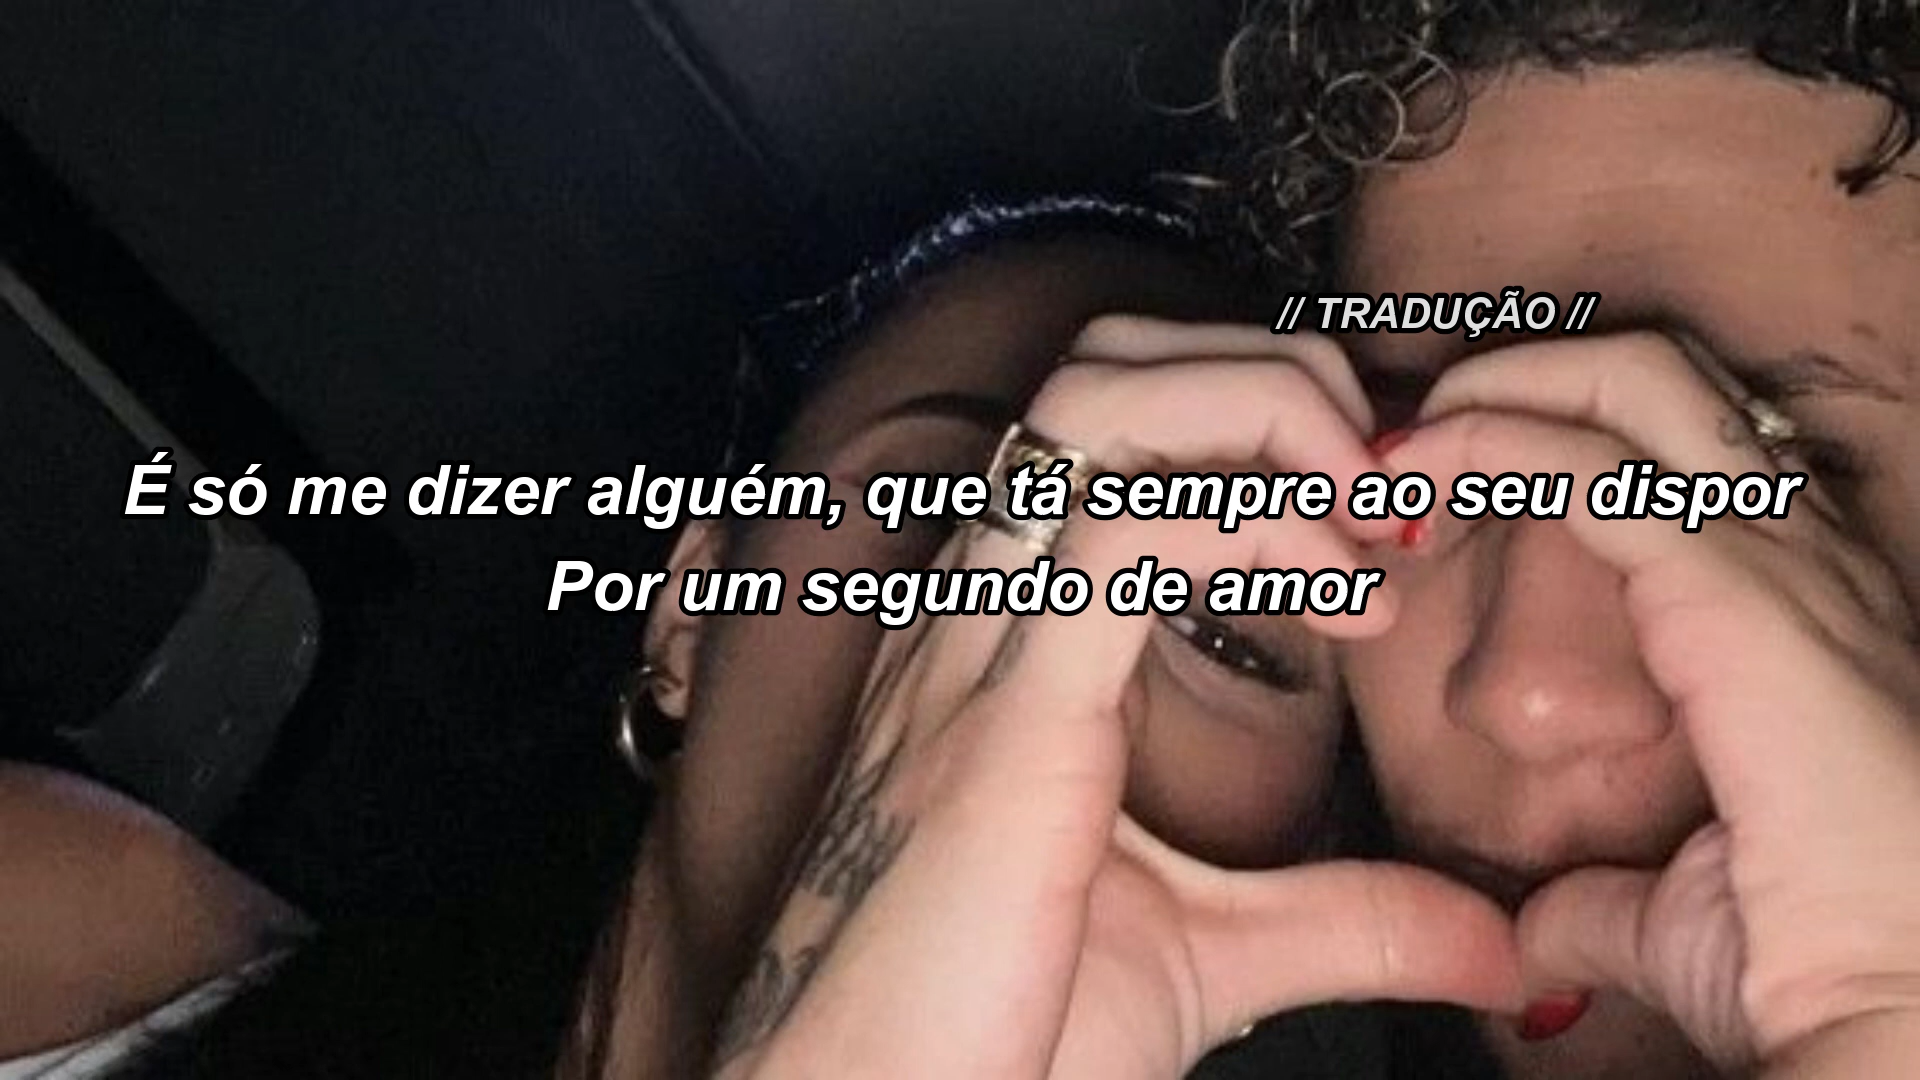 // TRADUÇÃO //
É só me dizer alguém, que tá sempre ao seu dispor
Por um segundo de amor